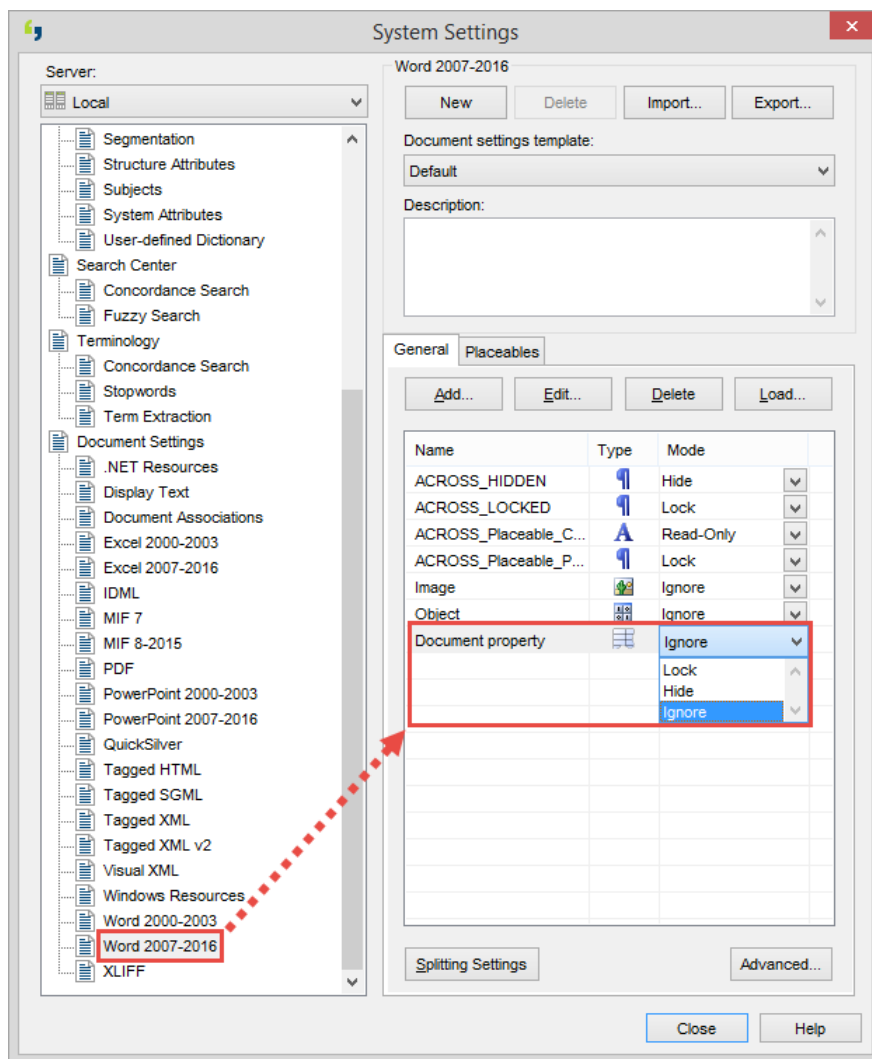 System Settings
Server:
Local
Segmentation
Structure Attributes
Subjects
System Attributes
User-defined Dictionary
Search Center
Concordance Search
Fuzzy Search
Terminology
Concordance Search
Stopwords
Term Extraction
Document Settings
.NET Resources
Display Text
Document Associations
Excel 2000-2003
Excel 2007-2016
IDML
MIF 7
MIF 8-2015
PDF
PowerPoint 2000-2003
PowerPoint 2007-2016
QuickSilver
Tagged HTML
Tagged SGML
Tagged XML
Tagged XML v2
Visual XML
Windows Resources
Word 2000-2003
Word 2007-2016
XLIFF
Word 2007-2016
New Delete Import... Export...
Document settings template:
Default
Description:
General Placeables
Add... Edit... Delete Load...
Name Type Mode
ACROSS_HIDDEN Hide
ACROSS_LOCKED Lock
ACROSS_Placeable_C... Read-Only
ACROSS_Placeable_P... Lock
Image Ignore
Object Ignore
Document property Ignore
Lock
Hide
Ignore
Splitting Settings Advanced...
Close Help